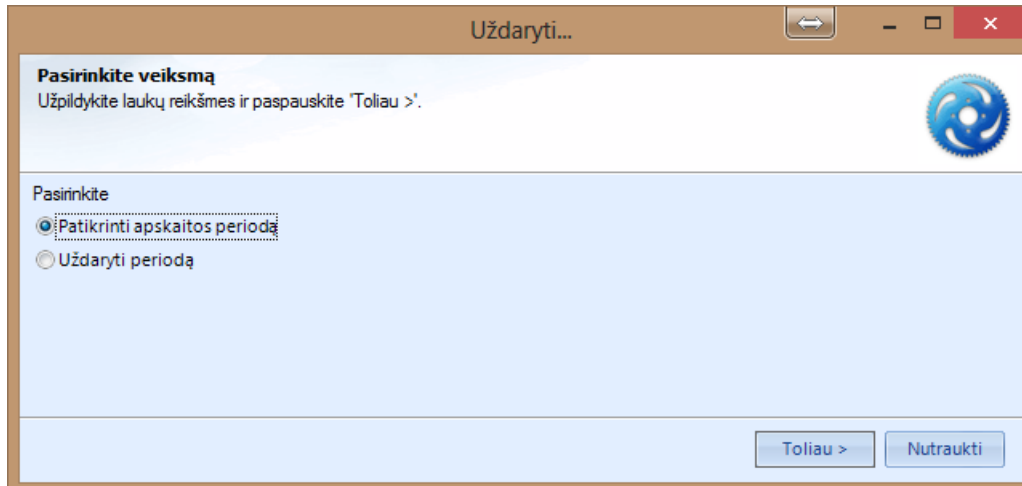 Uždaryti...
Pasirinkite veiksmą
Užpildykite laukų reikšmes ir paspauskite 'Toliau >'.
Pasirinkite
Patikrinti apskaitos periodą
Uždaryti periodą
Toliau >
Nutraukti